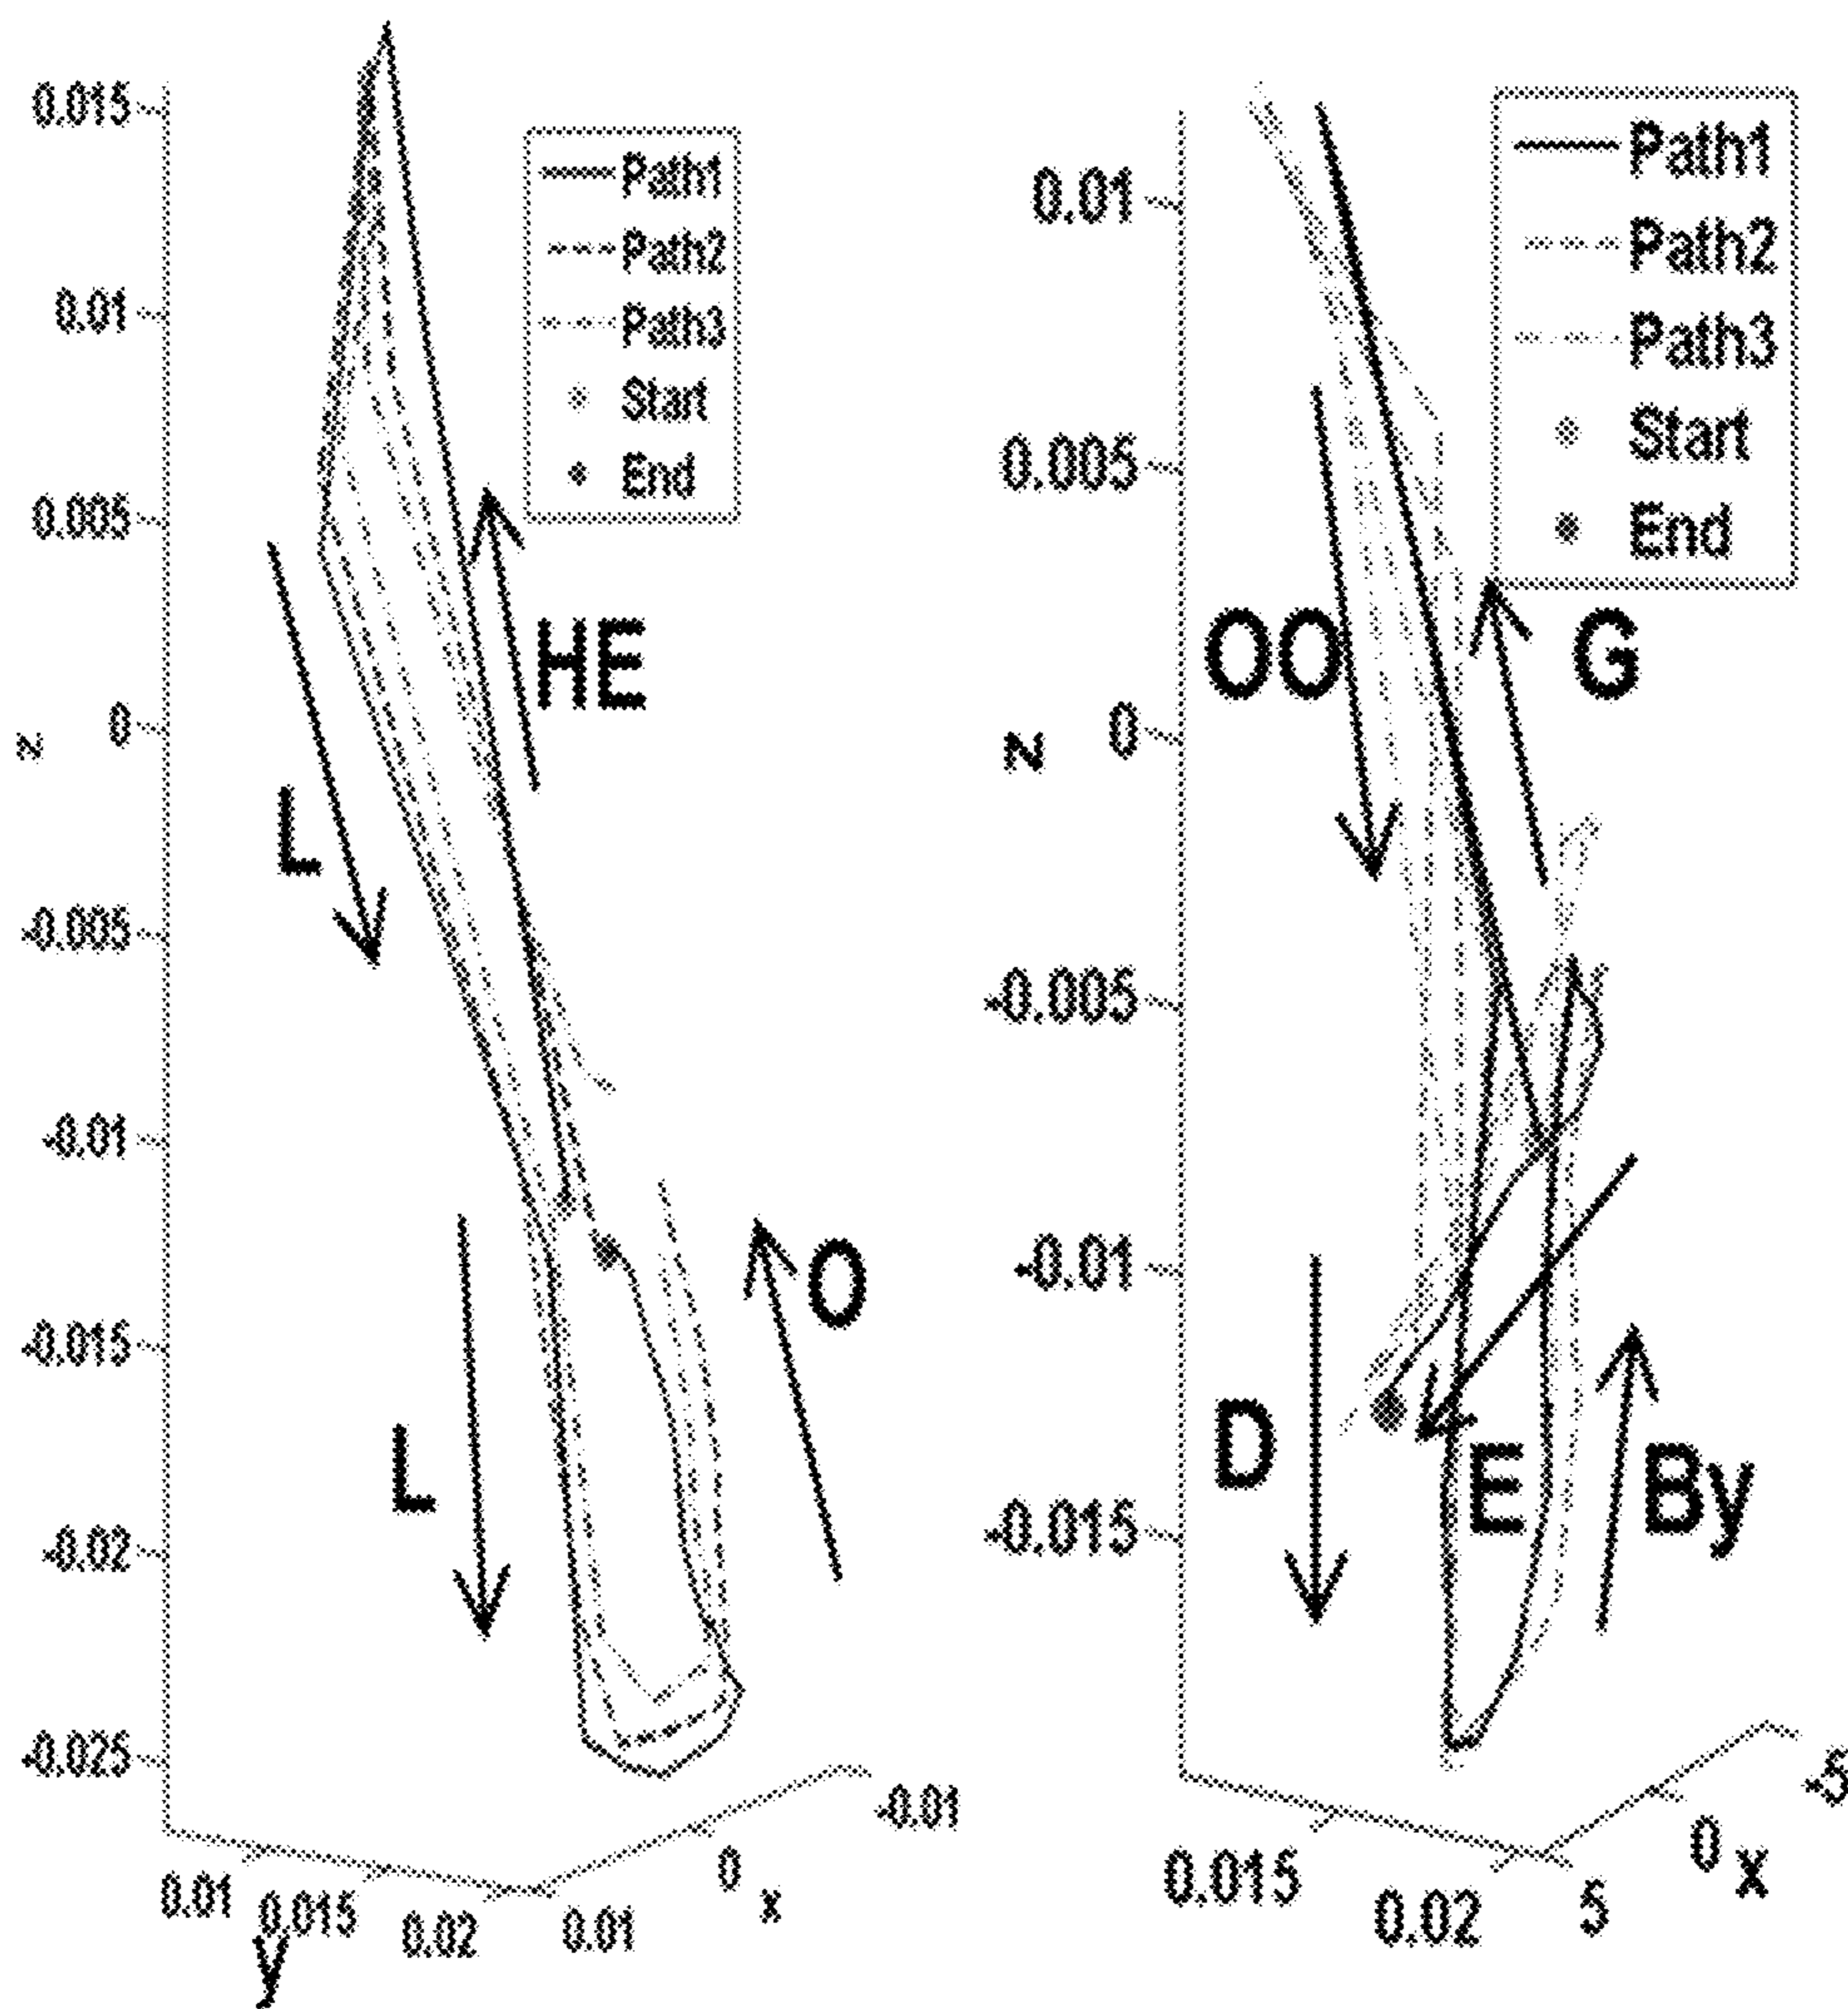 0.015
0.01
0.005
z
0
-0.005
-0.01
-0.015
-0.02
-0.025
0.01
0.015
0.02
y
0.01
0
-0.01
x
Path1
Path2
Path3
Start
End
HE
L
L
O
0.01
0.005
z
0
-0.005
-0.01
-0.015
0.015
0.02
5
0
-5
x
Path1
Path2
Path3
Start
End
OO
G
D
E
By